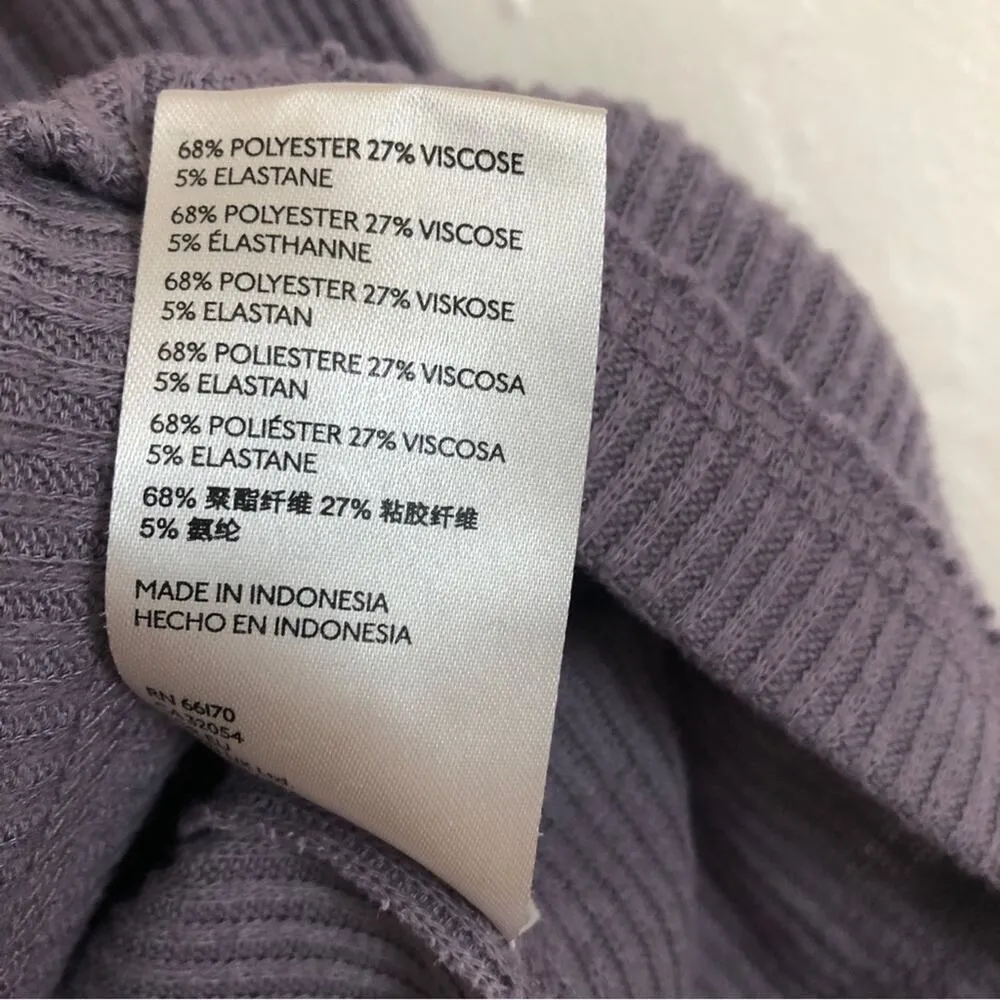 68% POLYESTER 27% VISCOSE
5% ELASTANE
68% POLYESTER 27% VISCOSE
5% ÉLASTHANNE
68% POLYESTER 27% VISKOSE
5% ELASTAN
68% POLIESTERE 27% VISCOSA
5% ELASTAN
68% POLIÉSTER 27% VISCOSA
5% ELASTANE
68% 聚酯纤维 27% 粘胶纤维
5% 氨纶
MADE IN INDONESIA
HECHO EN INDONESIA
RN 66170
32054
EU